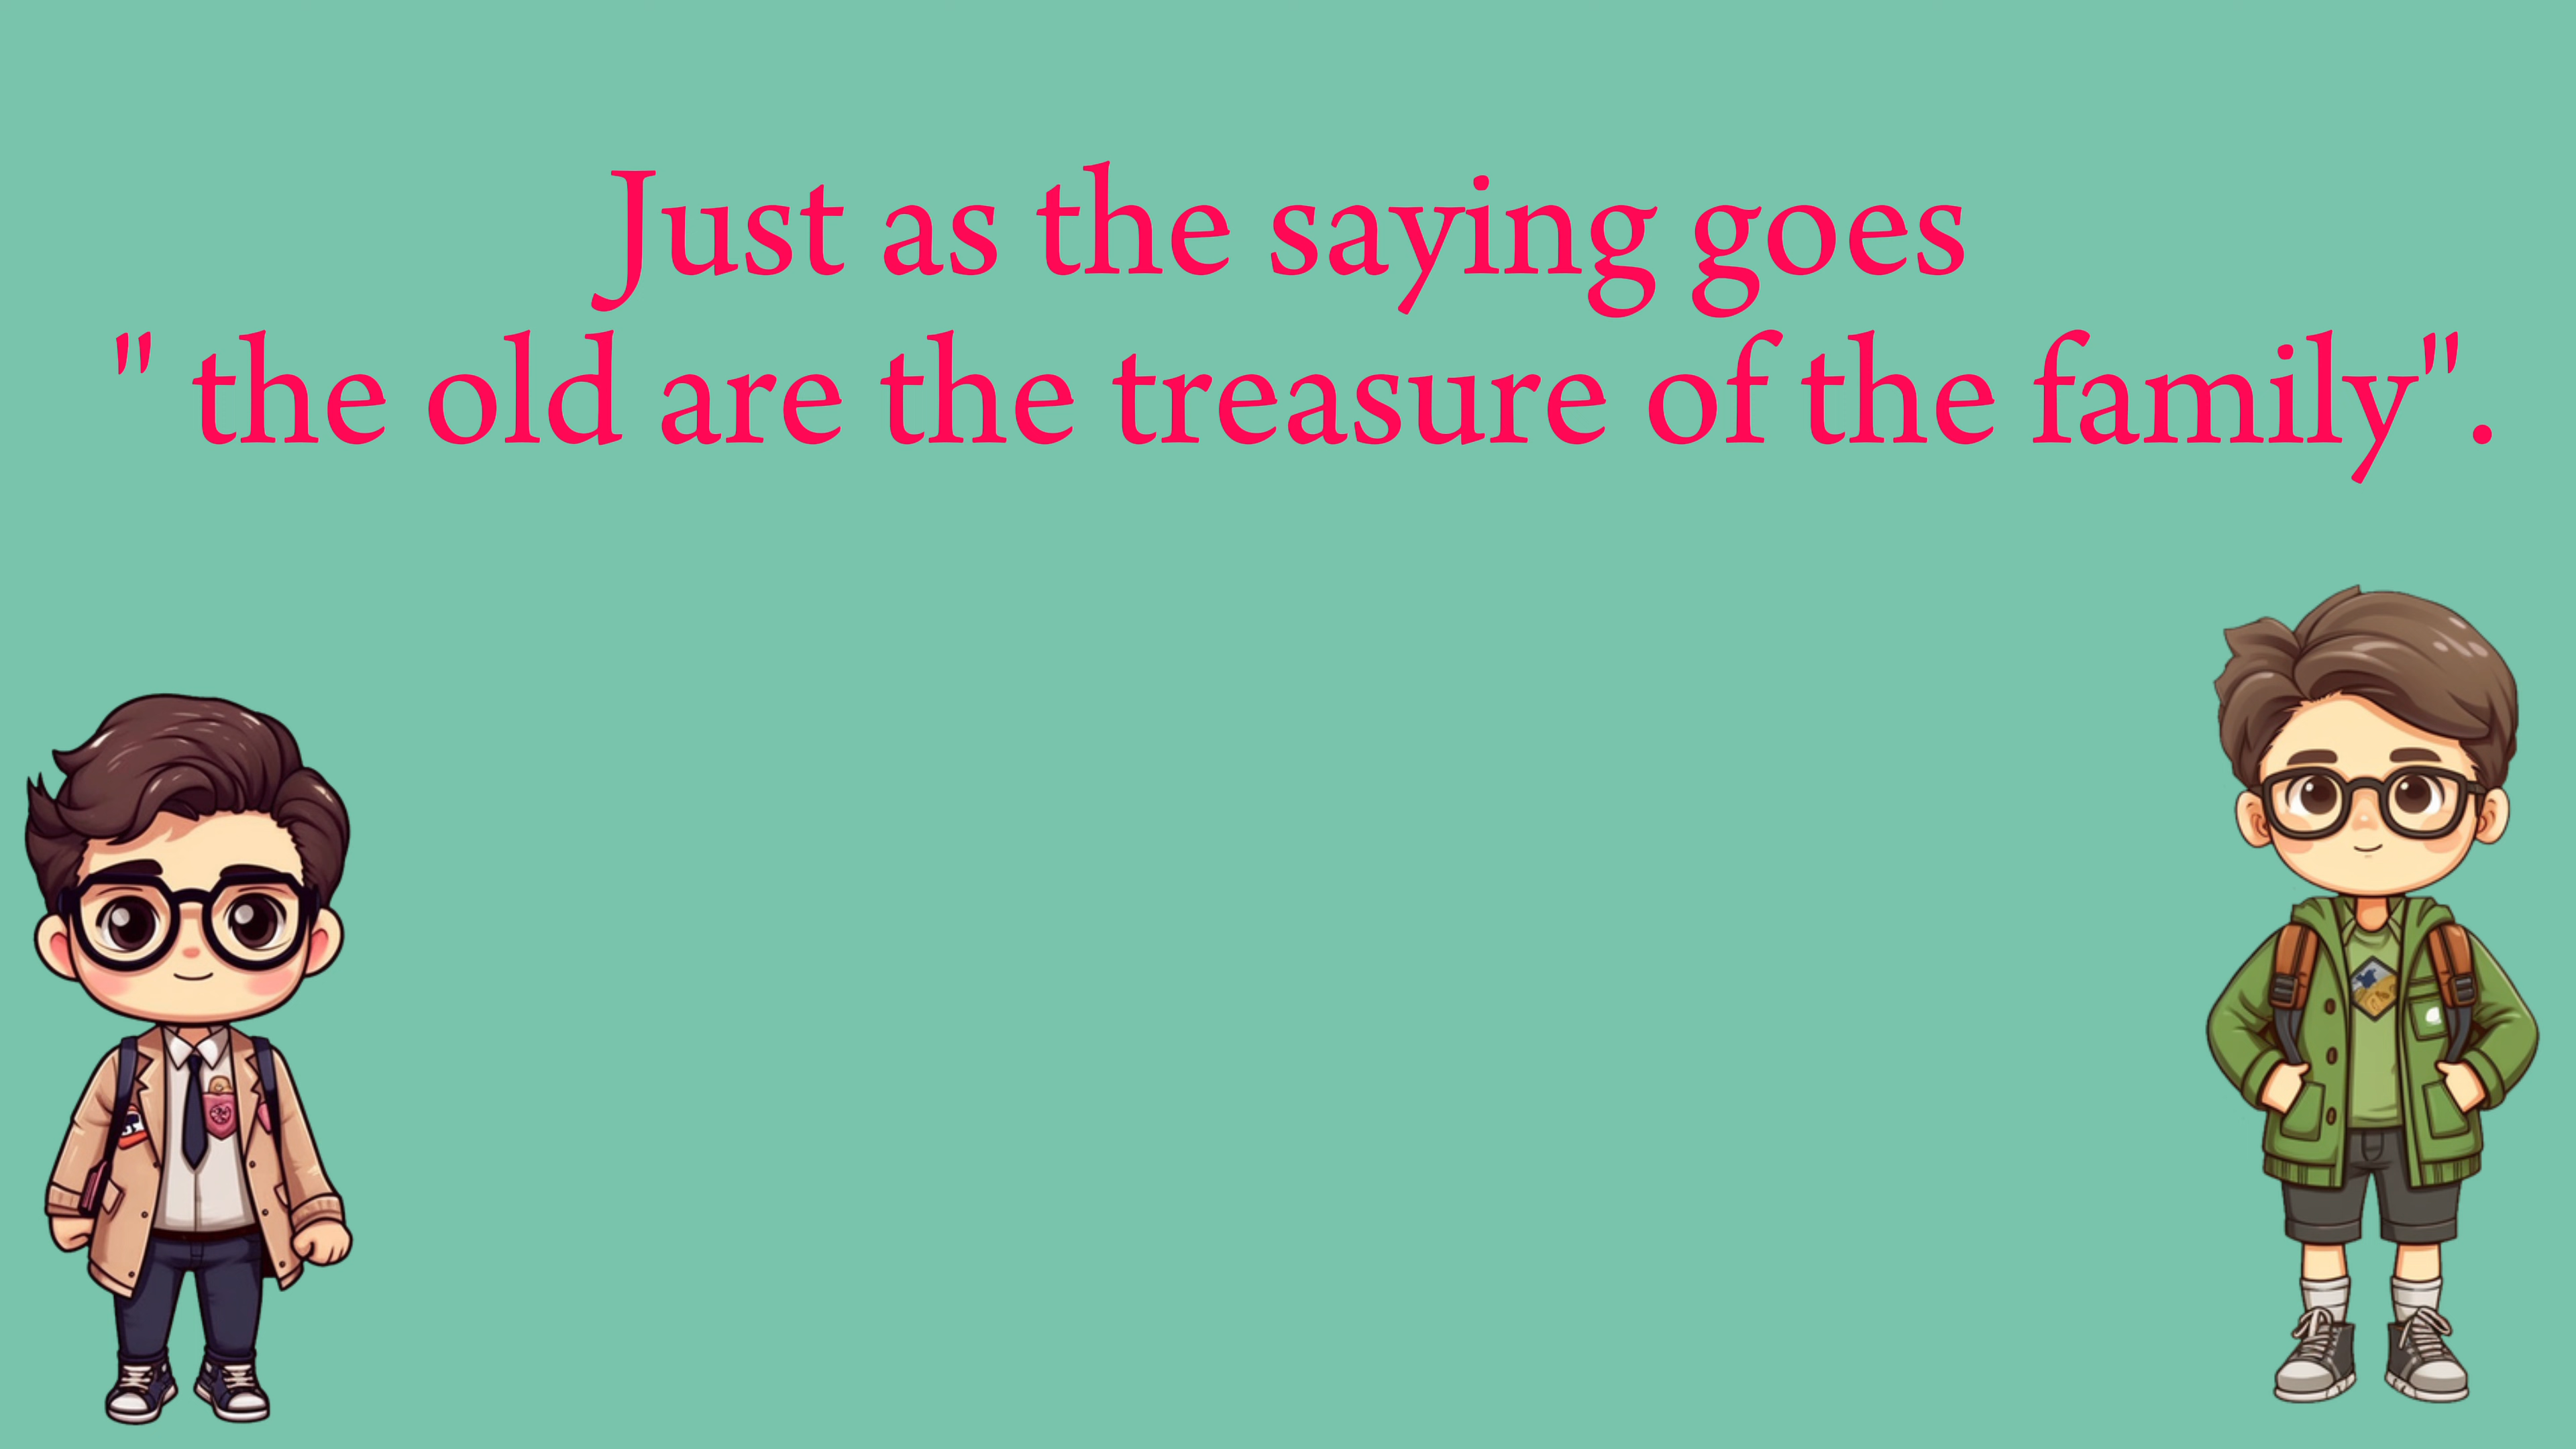 Just as the saying goes
" the old are the treasure of the family".